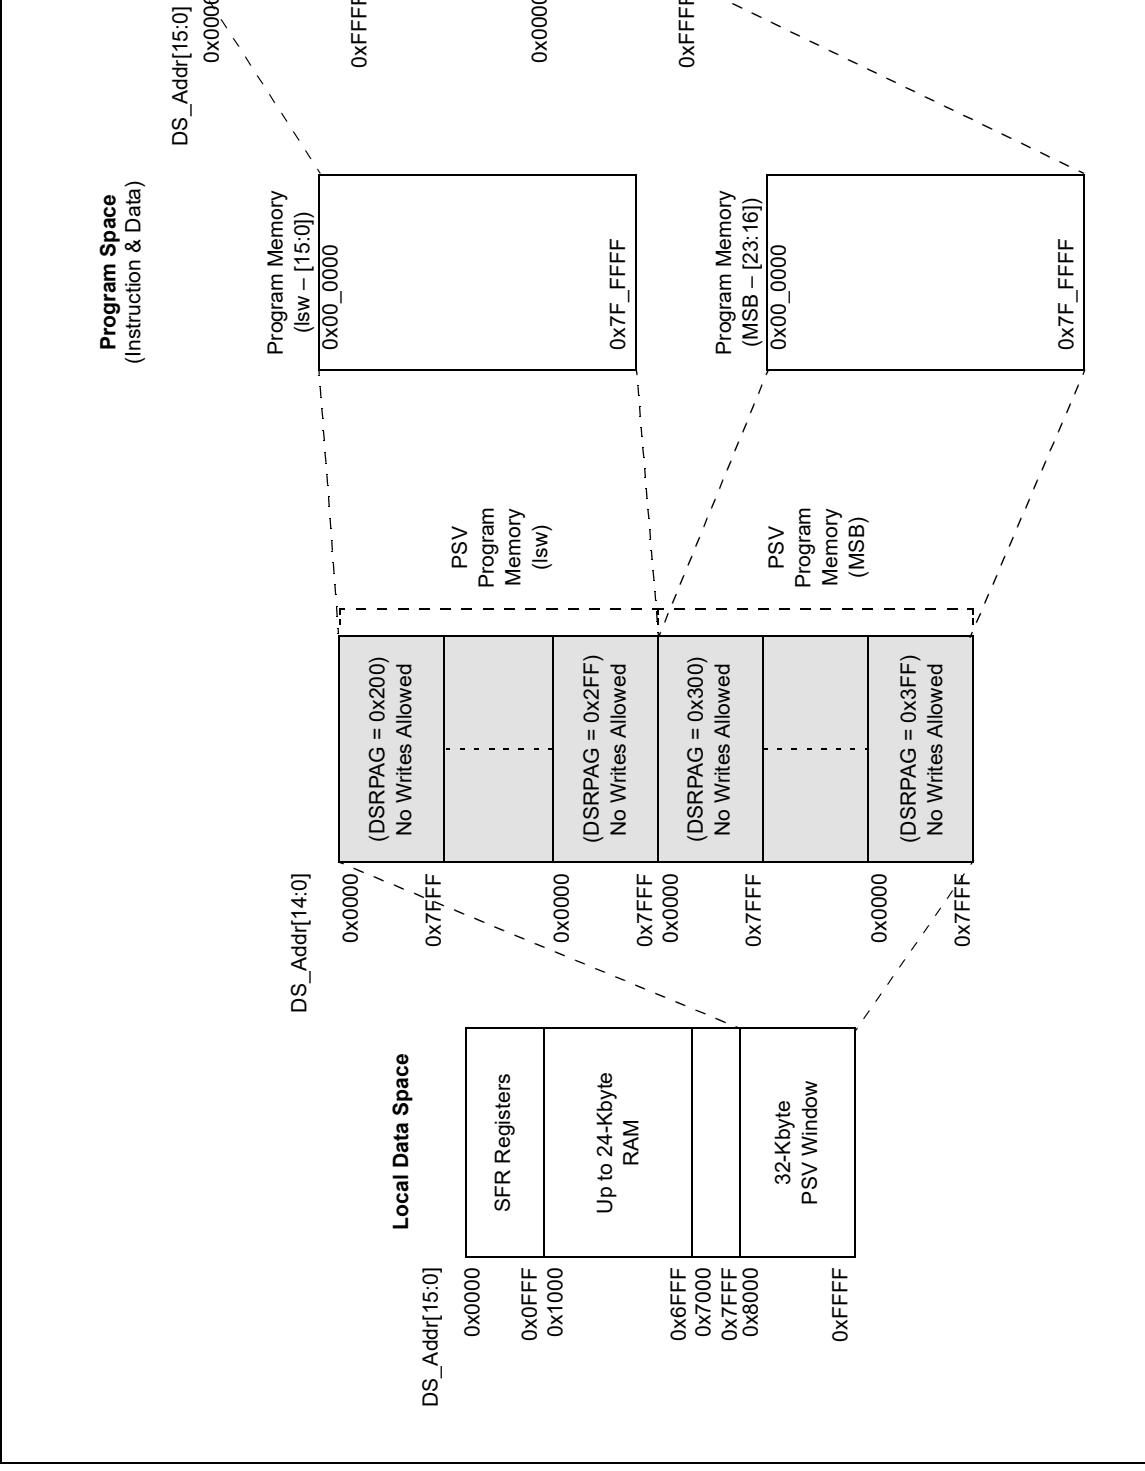 Local Data Space
DS_Addr[15:0]
0x0000
SFR Registers
0x0FFF
0x1000
Up to 24-Kbyte
RAM
0x6FFF
0x7000
0x7FFF
0x8000
32-Kbyte
PSV Window
0xFFFF
DS_Addr[14:0]
0x0000
(DSRPAG = 0x200)
No Writes Allowed
0x7FFF
0x0000
(DSRPAG = 0x2FF)
No Writes Allowed
0x7FFF
0x0000
(DSRPAG = 0x300)
No Writes Allowed
0x7FFF
0x0000
(DSRPAG = 0x3FF)
No Writes Allowed
0x7FFF
PSV
Program
Memory
(lsw)
PSV
Program
Memory
(MSB)
Program Space
(Instruction & Data)
Program Memory
(lsw – [15:0])
0x00_0000
0x7F_FFFF
Program Memory
(MSB – [23:16])
0x00_0000
0x7F_FFFF
DS_Addr[15:0]